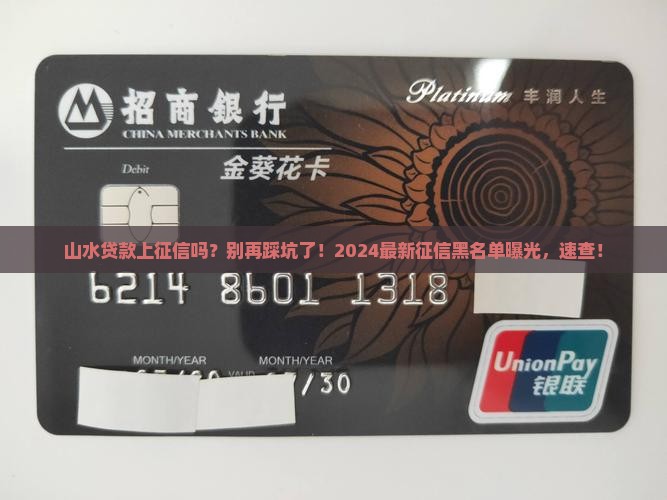 招商銀行
CHINA MERCHANTS BANK
Platinum 丰润人生
Debit
金葵花卡
山水贷款上征信吗？别再踩坑了！2024最新征信黑名单曝光，速查！
6214 8601 1318
MONTH/YEAR MONTH/YEAR
VALID
/30
UnionPay
银联